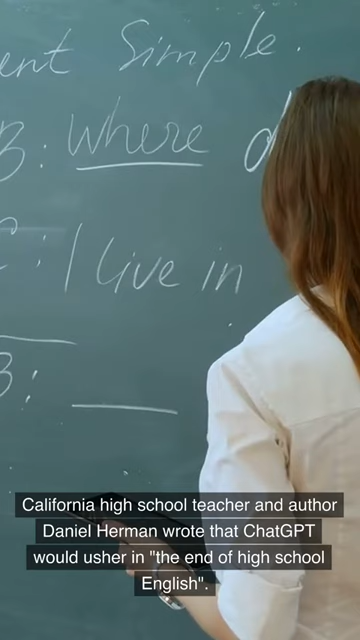 ent Simple.
B: where d
C: I live in
B:
California high school teacher and author
Daniel Herman wrote that ChatGPT
would usher in "the end of high school
English".